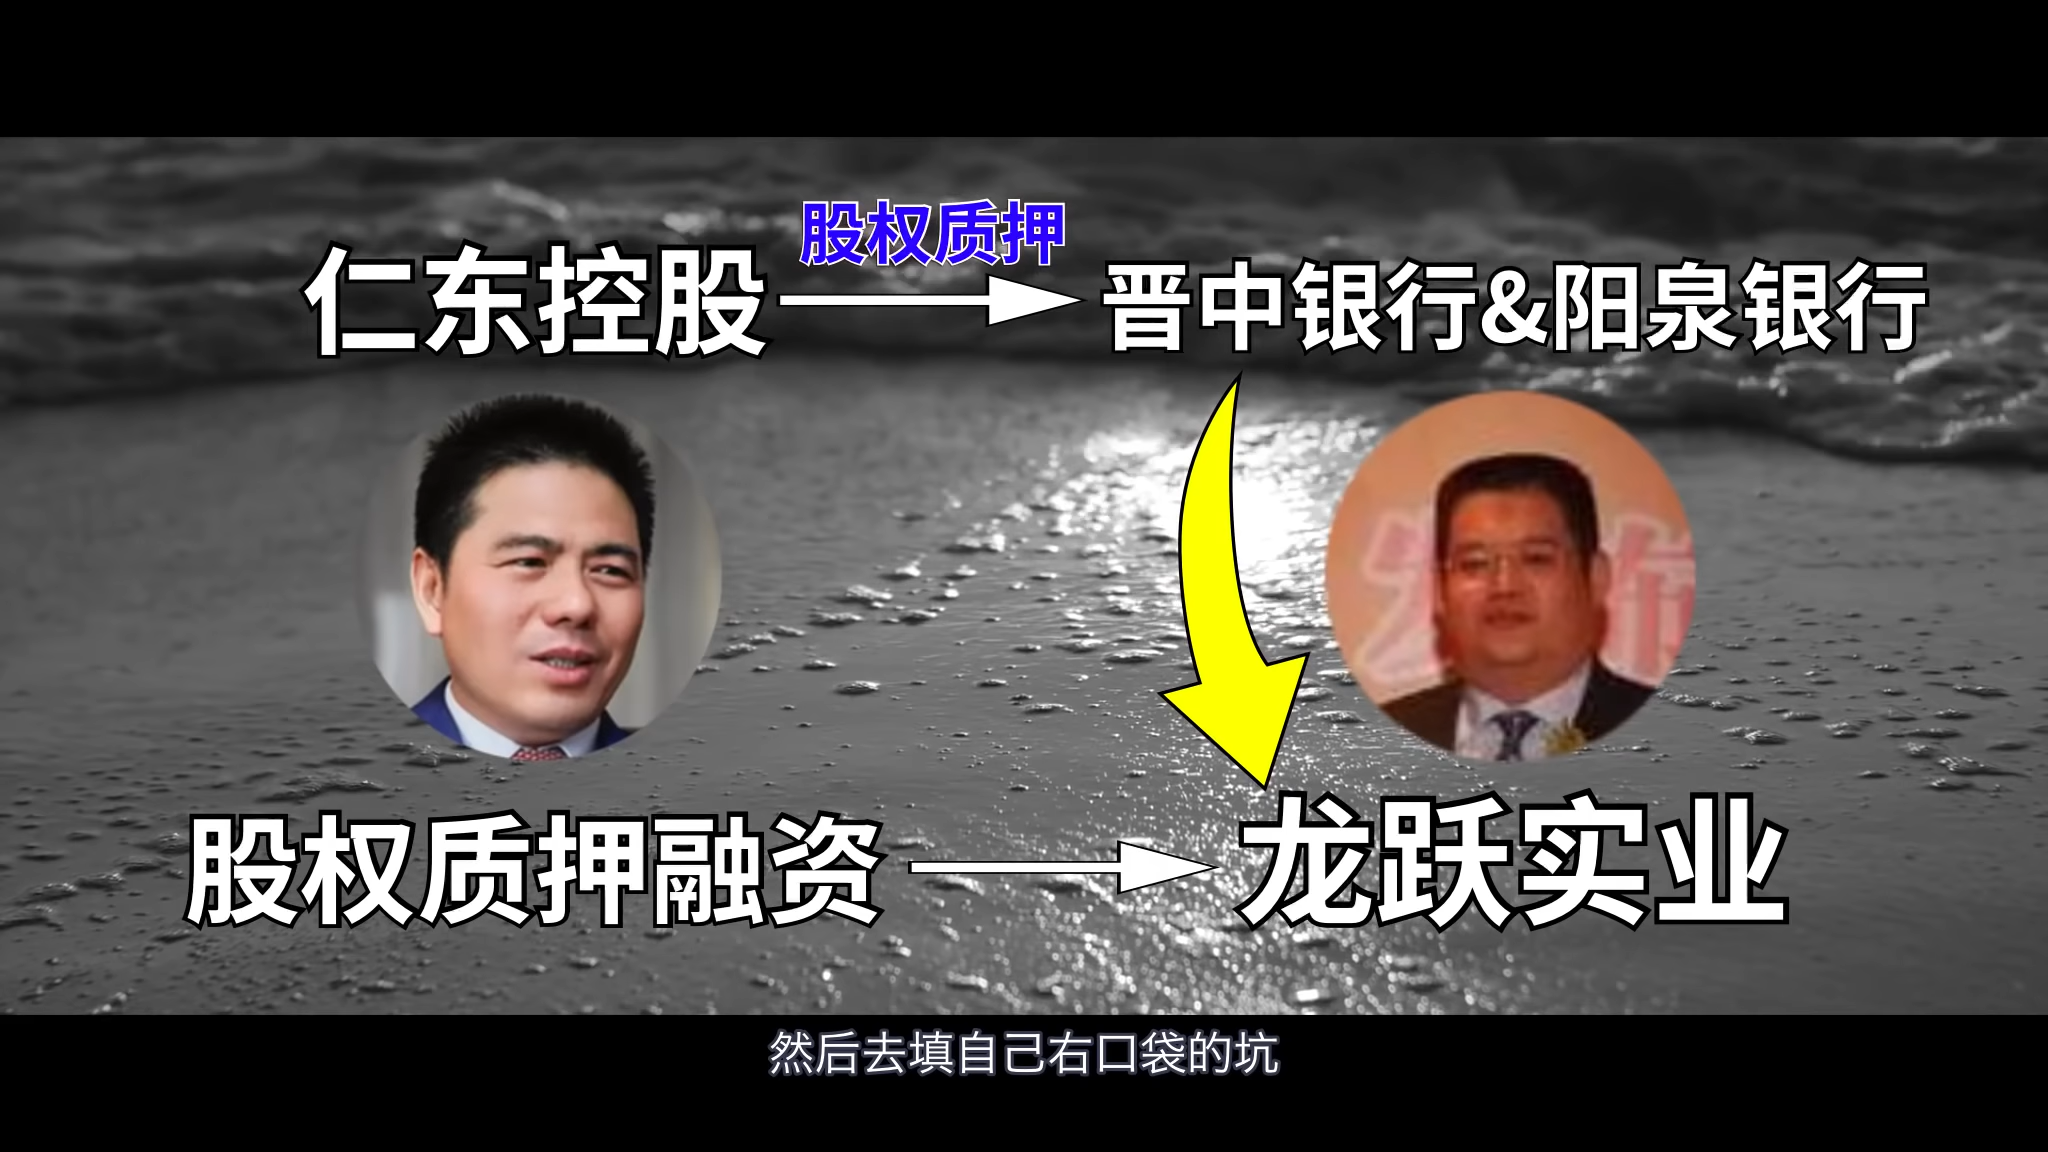 股权质押
仁东控股
晋中银行&阳泉银行
股权质押融资
龙跃实业
然后去填自己右口袋的坑